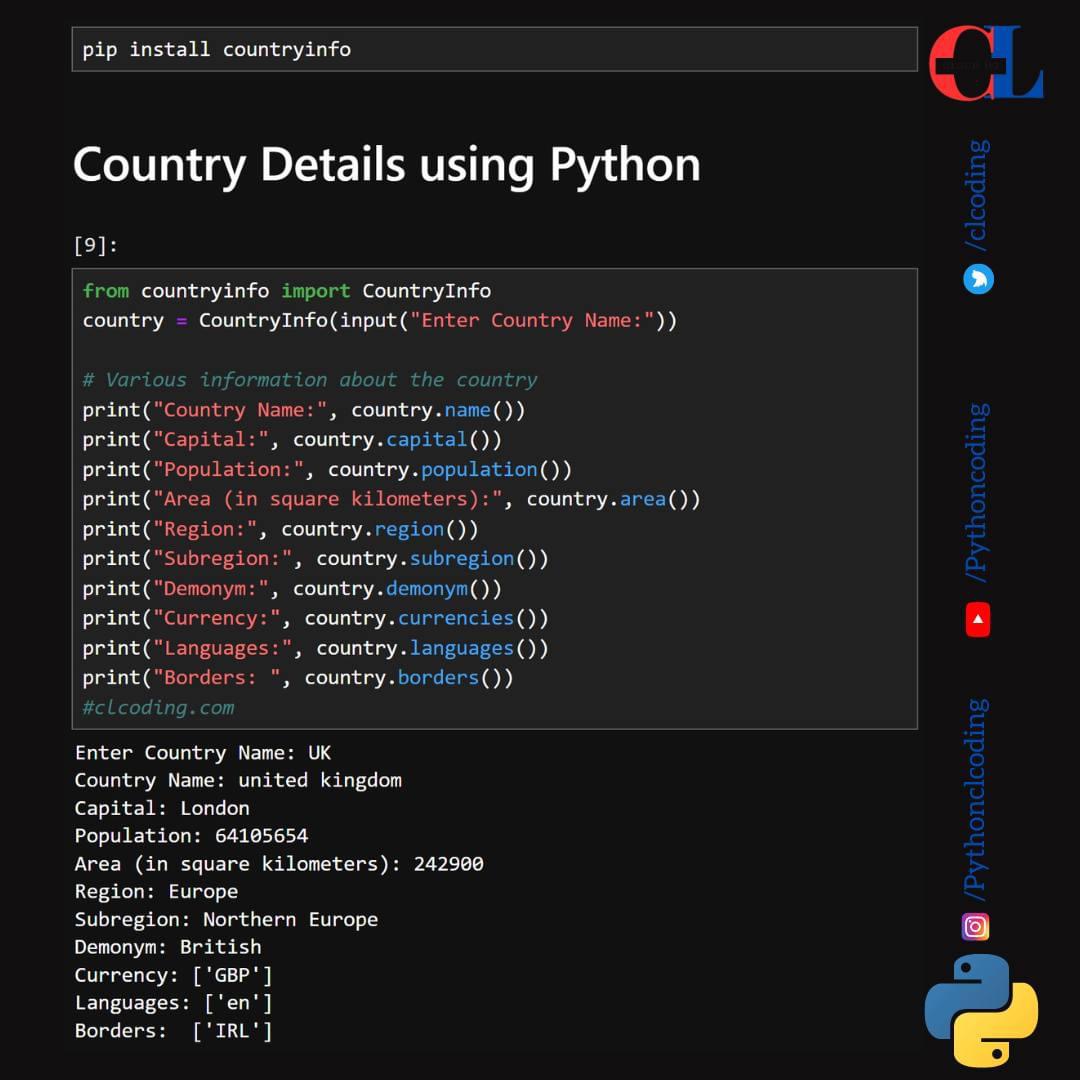 pip install countryinfo
CL
Country Details using Python
[9]:
from countryinfo import CountryInfo
country = CountryInfo(input("Enter Country Name:"))
# Various information about the country
print("Country Name:", country.name())
print("Capital:", country.capital())
print("Population:", country.population())
print("Area (in square kilometers):", country.area())
print("Region:", country.region())
print("Subregion:", country.subregion())
print("Demonym:", country.demonym())
print("Currency:", country.currencies())
print("Languages:", country.languages())
print("Borders: ", country.borders())
#clcoding.com
Enter Country Name: UK
Country Name: united kingdom
Capital: London
Population: 64105654
Area (in square kilometers): 242900
Region: Europe
Subregion: Northern Europe
Demonym: British
Currency: ['GBP']
Languages: ['en']
Borders:  ['IRL']
/clcoding
/Pythoncoding
/Pythonclcoding